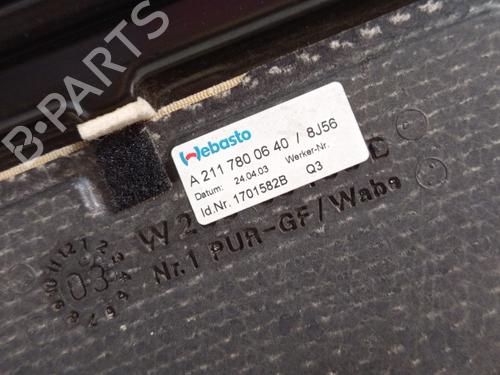 B-PARTS
Webasto
A 211 780 06 40 / 8J56
Datum: 24.04.03 Werker-Nr.
Id.Nr. 1701582B Q3
03
Nr.1 PUR-GF/Wabe